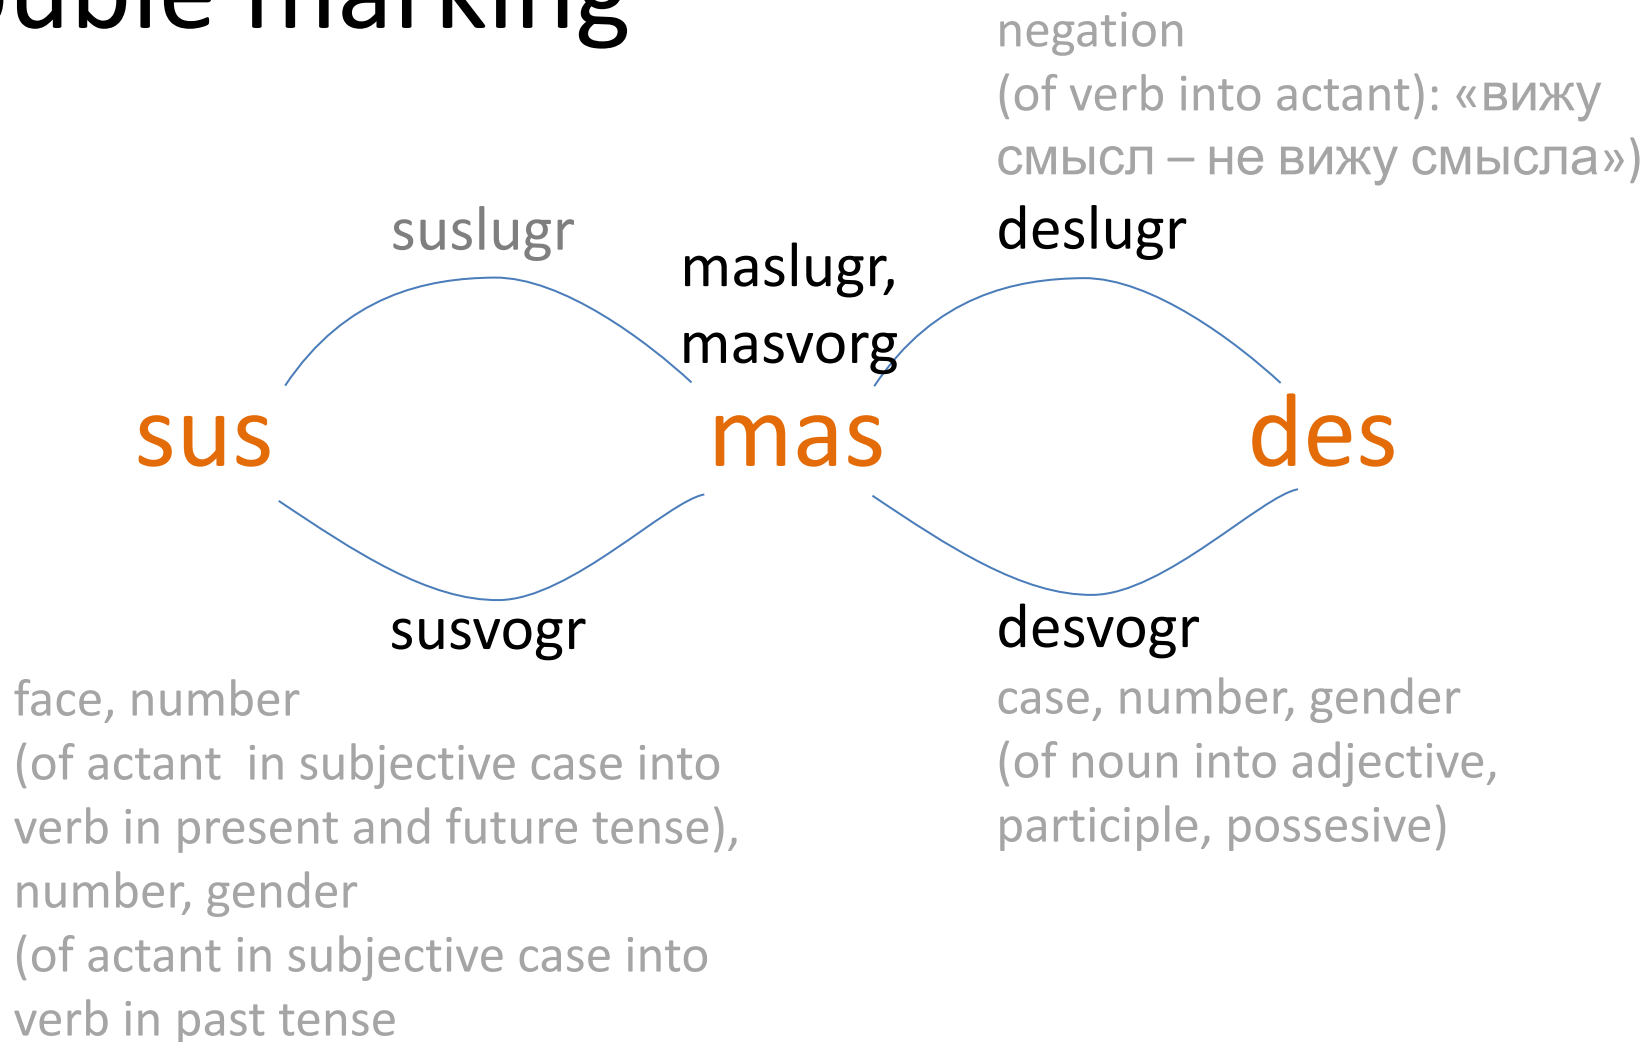 marking
negation
(of verb into actant): «вижу
смысл – не вижу смысла»)
suslugr
maslugr,
masvorg
deslugr
sus
mas
des
susvogr
desvogr
face, number
(of actant in subjective case into
verb in present and future tense),
number, gender
(of actant in subjective case into
verb in past tense
case, number, gender
(of noun into adjective,
participle, possesive)